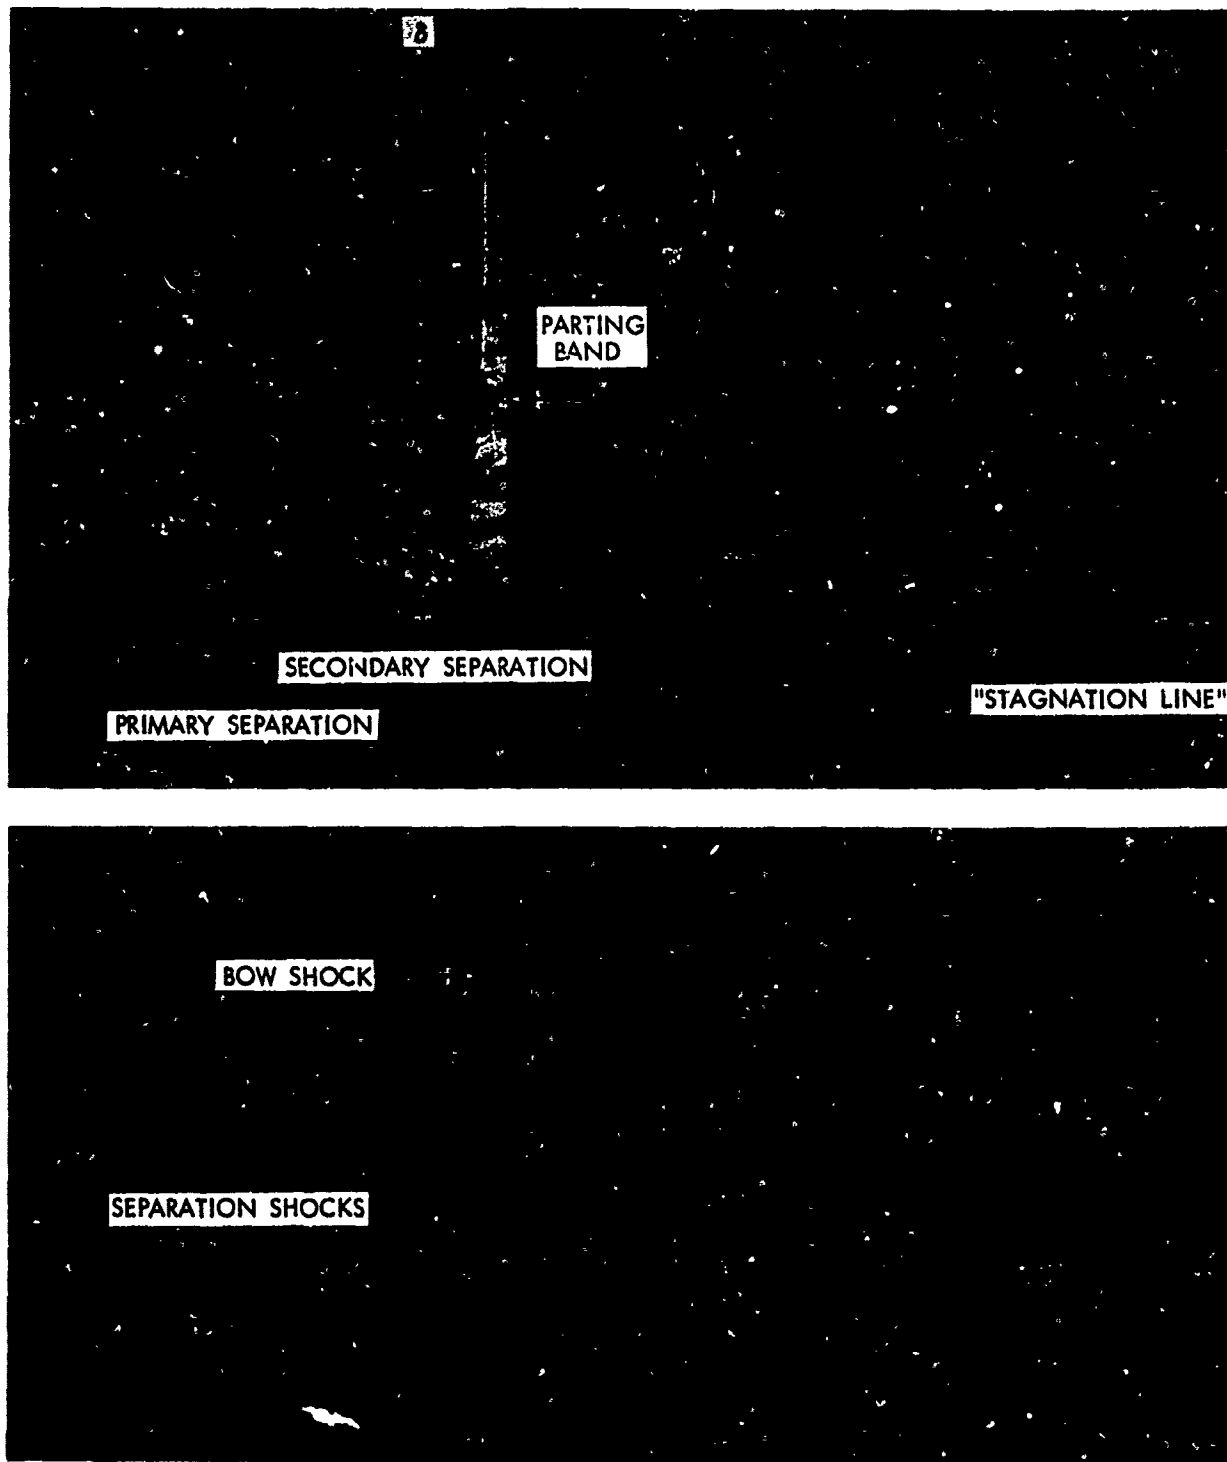 PARTING
BAND
SECONDARY SEPARATION
"STAGNATION LINE"
PRIMARY SEPARATION
BOW SHOCK
SEPARATION SHOCKS